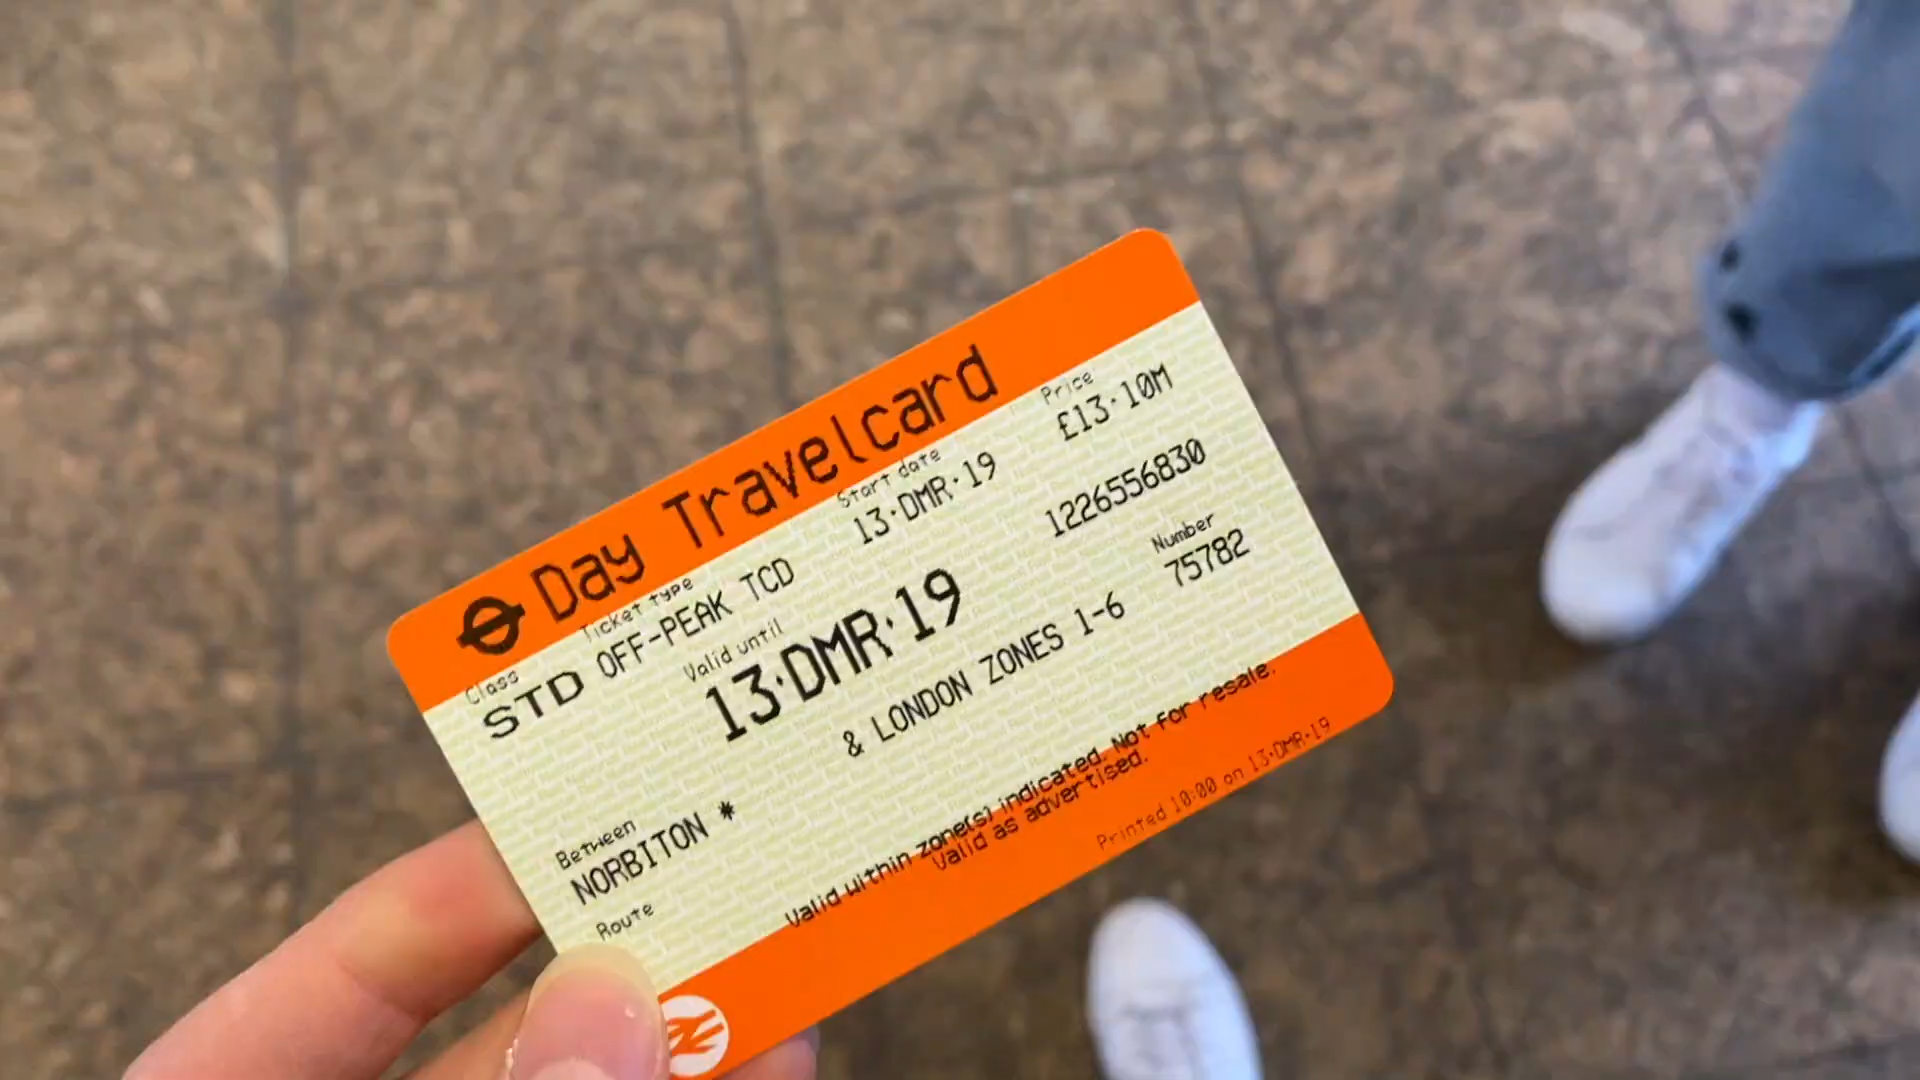 Day Travelcard
Class Ticket type Start date Price
STD OFF-PEAK TCD 13·DMR·19 £13·10M
Valid until
13·DMR·19 1226556830
Number
& LONDON ZONES 1-6 75782
Between
NORBITON *
Route
Valid within zone(s) indicated. Not for resale.
Valid as advertised.
Printed 10:00 on 13·DMR·19